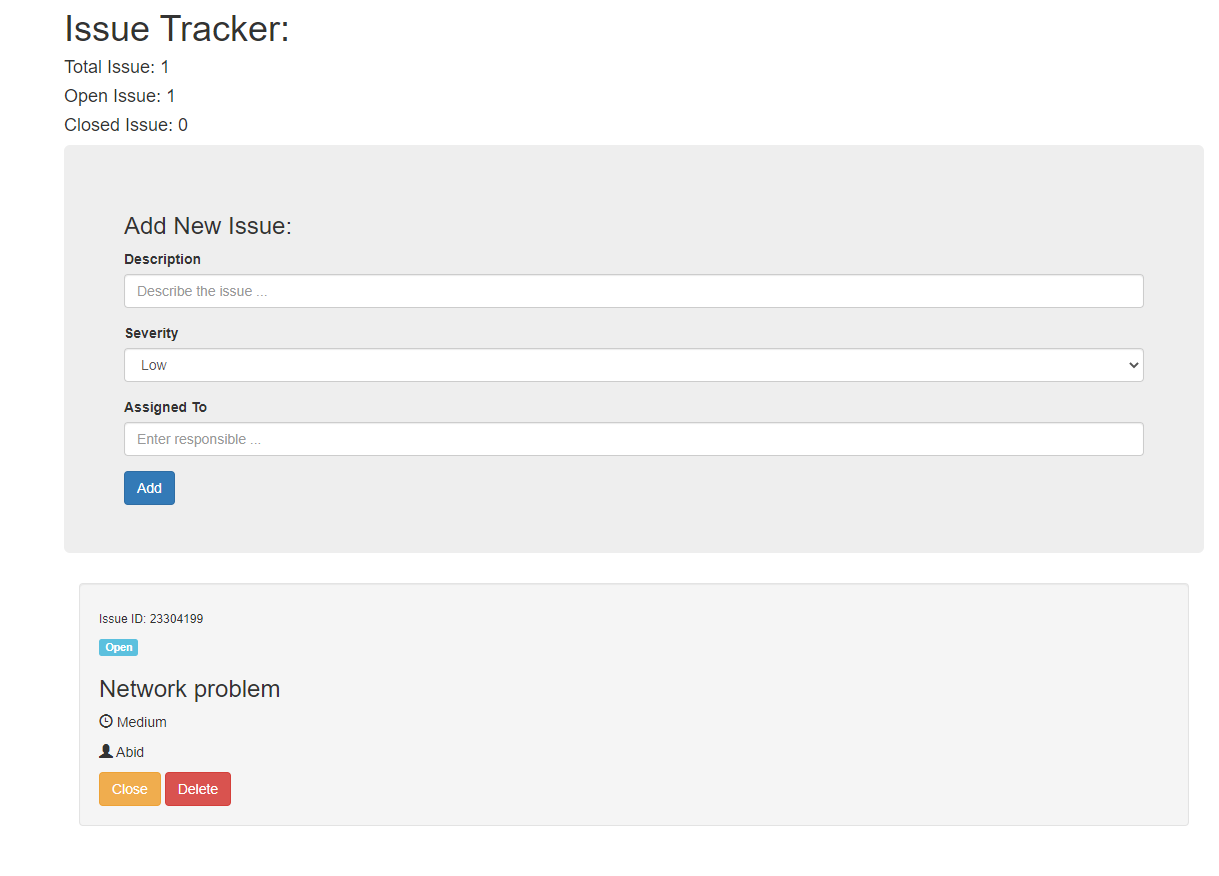 Issue Tracker:
Total Issue: 1
Open Issue: 1
Closed Issue: 0
Add New Issue:
Description
Describe the issue ...
Severity
Low
Assigned To
Enter responsible ...
Add
Issue ID: 23304199
Open
Network problem
Medium
Abid
Close Delete